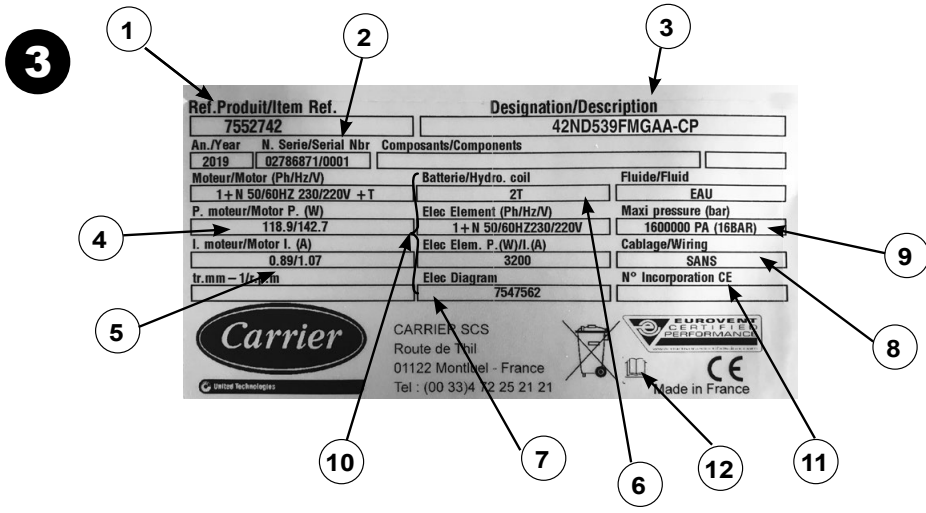 3
1
2
3
Ref.Produit/Item Ref. Designation/Description
7552742 42ND539FMGAA-CP
An./Year N. Serie/Serial Nbr Composants/Components
2019 02786871/0001
Moteur/Motor (Ph/Hz/V) Batterie/Hydro. coil Fluide/Fluid
1+N 50/60HZ 230/220V +T 2T EAU
P. moteur/Motor P. (W) Elec Element (Ph/Hz/V) Maxi pressure (bar)
118.9/142.7 1+N 50/60HZ230/220V 1600000 PA (16BAR)
I. moteur/Motor I. (A) Elec Elem. P.(W)/I.(A) Cablage/Wiring
0.89/1.07 3200 SANS
tr.mm-1/r. Elec Diagram N° Incorporation CE
7547562
4
5
9
8
Carrier
United Technologies
CARRIER SCS
Route de Thil
01122 Montluel - France
Tel : (00 33)4 72 25 21 21
EUROVENT
CERTIFIED
PERFORMANCE
CE
Made in France
10
7
6
12
11